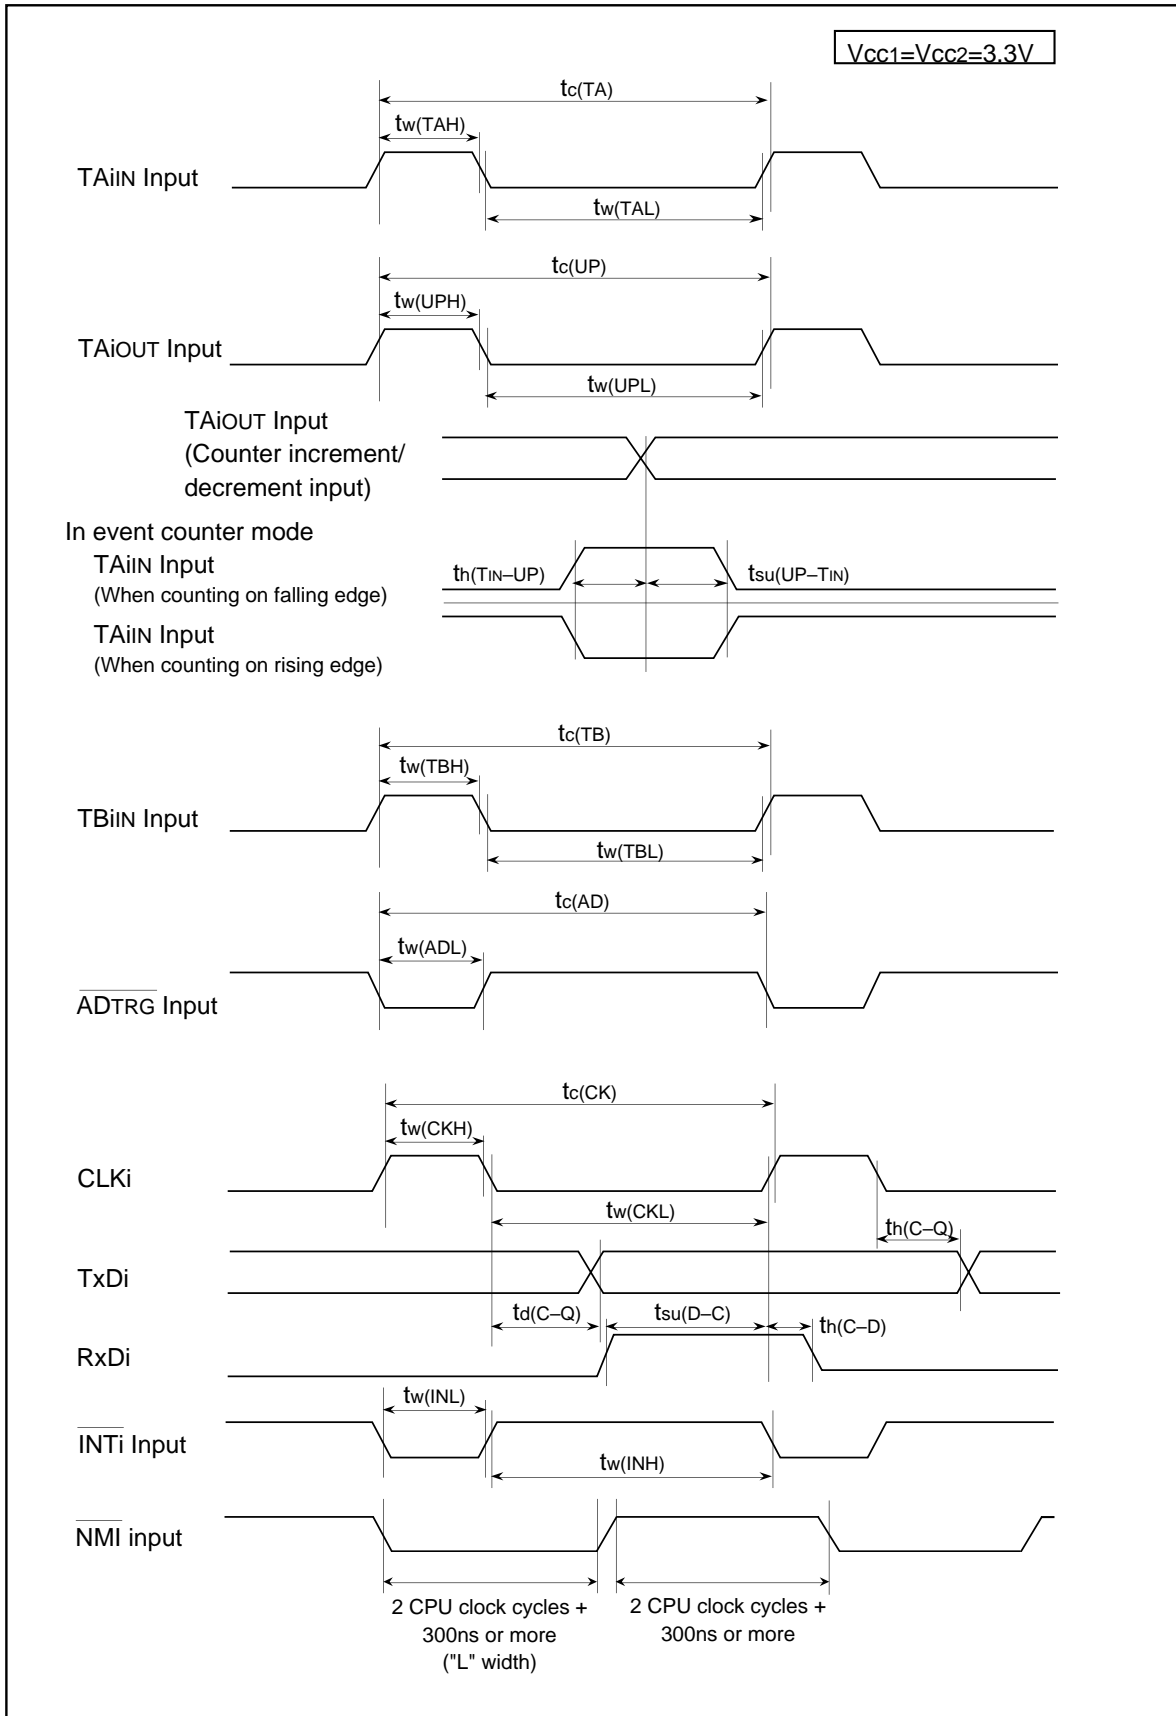 Vcc1=Vcc2=3.3V
tc(TA)
tw(TAH)
TAiIN Input
tw(TAL)
tc(UP)
tw(UPH)
TAiOUT Input
tw(UPL)
TAiOUT Input
(Counter increment/
decrement input)
In event counter mode
TAiIN Input
(When counting on falling edge)
th(TIN–UP)
tsu(UP–TIN)
TAiIN Input
(When counting on rising edge)
tc(TB)
tw(TBH)
TBiIN Input
tw(TBL)
tc(AD)
tw(ADL)
ADTRG Input
tc(CK)
tw(CKH)
CLKi
tw(CKL)
th(C–Q)
TxDi
td(C–Q)
tsu(D–C)
th(C–D)
RxDi
tw(INL)
INTi Input
tw(INH)
NMI input
2 CPU clock cycles +
300ns or more
("L" width)
2 CPU clock cycles +
300ns or more